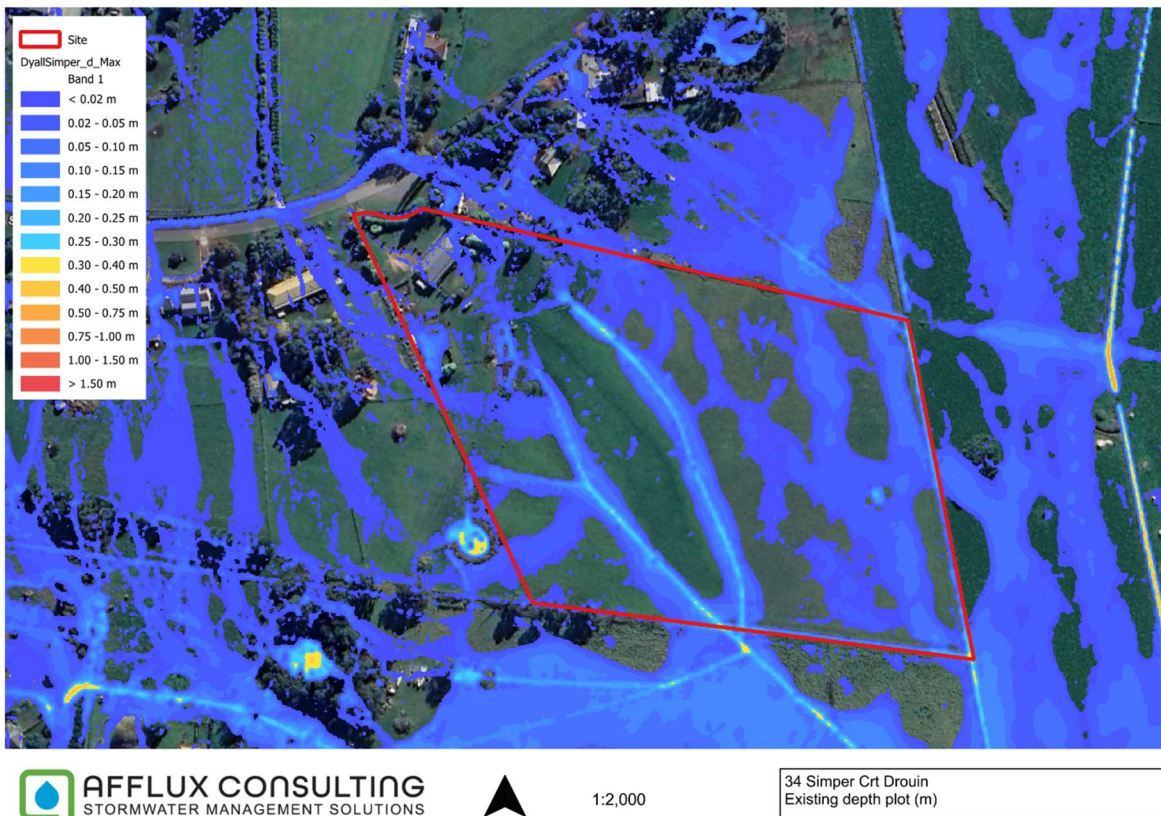 Site
DyallSimper_d_Max
Band 1
< 0.02 m
0.02 - 0.05 m
0.05 - 0.10 m
0.10 - 0.15 m
0.15 - 0.20 m
0.20 - 0.25 m
0.25 - 0.30 m
0.30 - 0.40 m
0.40 - 0.50 m
0.50 - 0.75 m
0.75 -1.00 m
1.00 - 1.50 m
> 1.50 m
AFFLUX CONSULTING
STORMWATER MANAGEMENT SOLUTIONS
1:2,000
34 Simper Crt Drouin
Existing depth plot (m)